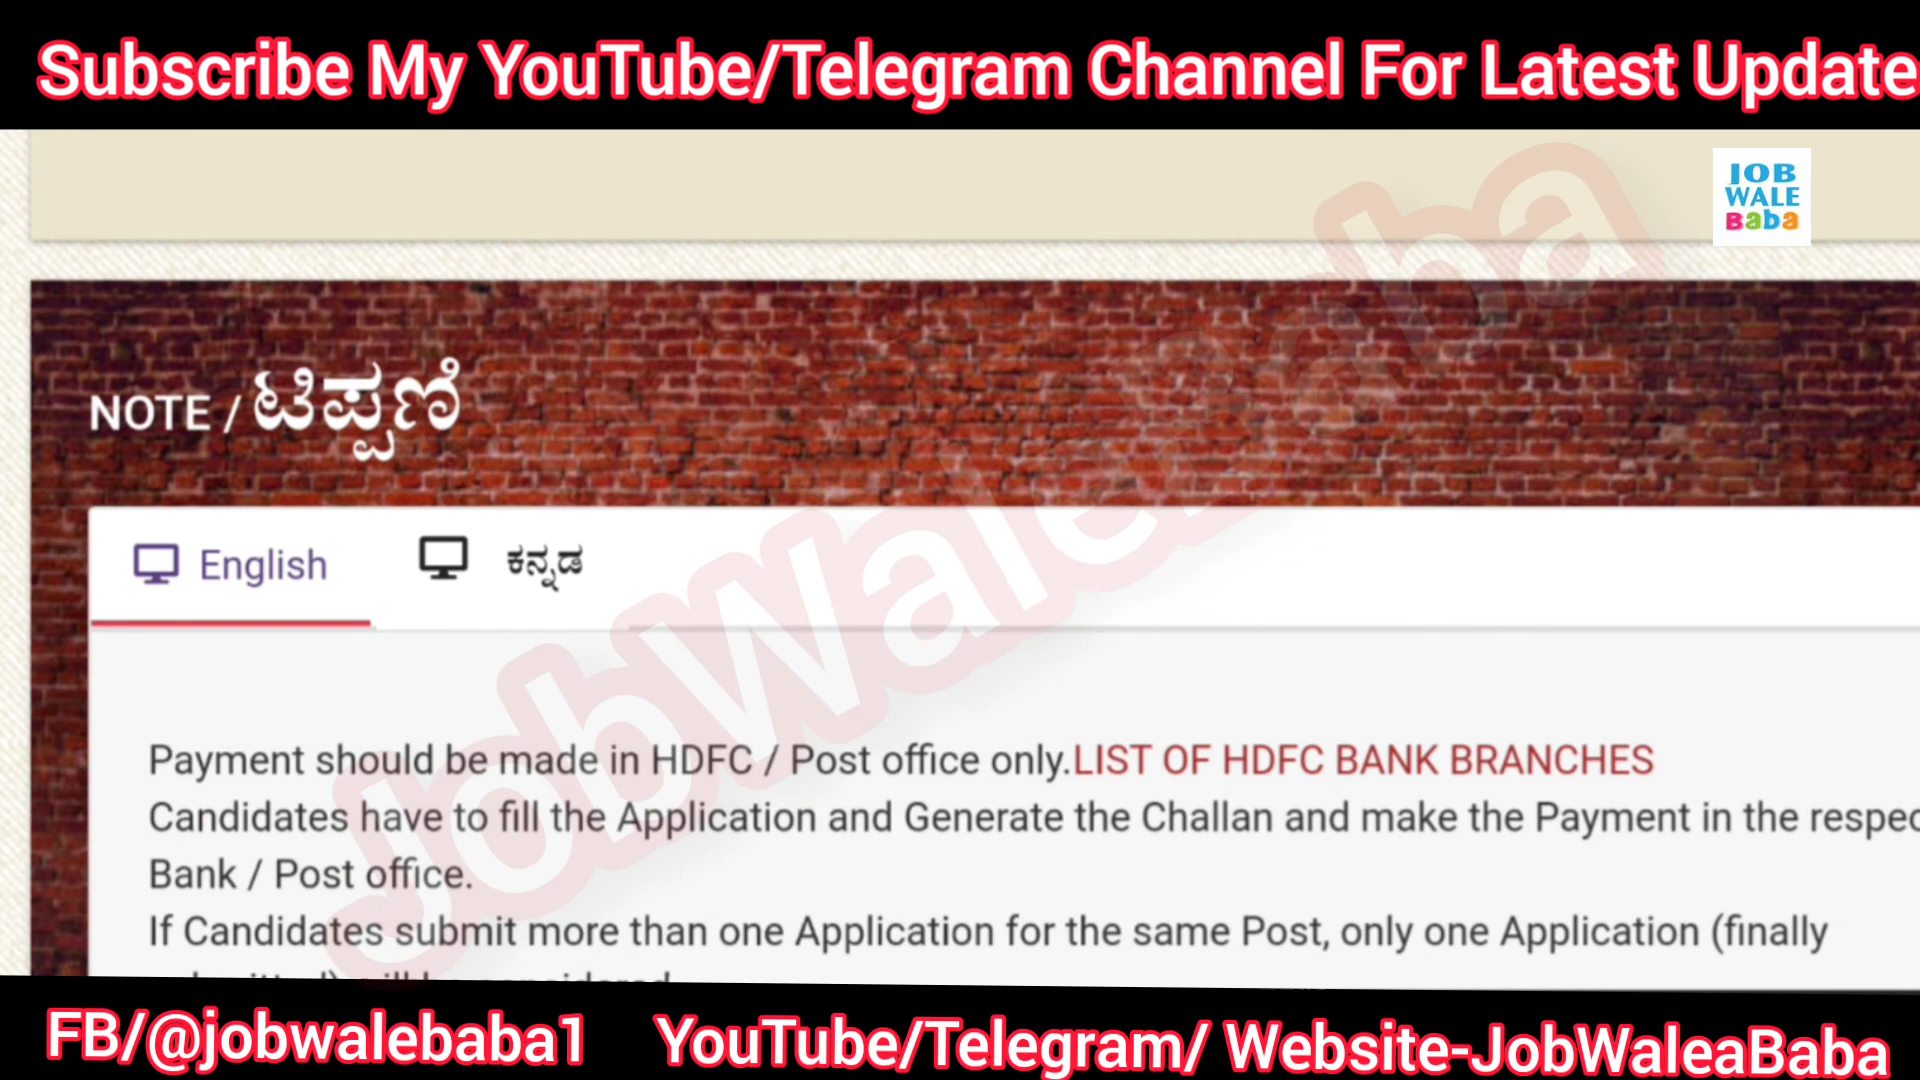 Subscribe My YouTube/Telegram Channel For Latest Update
JOB
WALE
Baba
NOTE / ಟಿಪ್ಪಣಿ
English ಕನ್ನಡ
JobWaleBaba
Payment should be made in HDFC / Post office only.LIST OF HDFC BANK BRANCHES
Candidates have to fill the Application and Generate the Challan and make the Payment in the respec
Bank / Post office.
If Candidates submit more than one Application for the same Post, only one Application (finally
FB/@jobwalebaba1 YouTube/Telegram/ Website-JobWaleaBaba